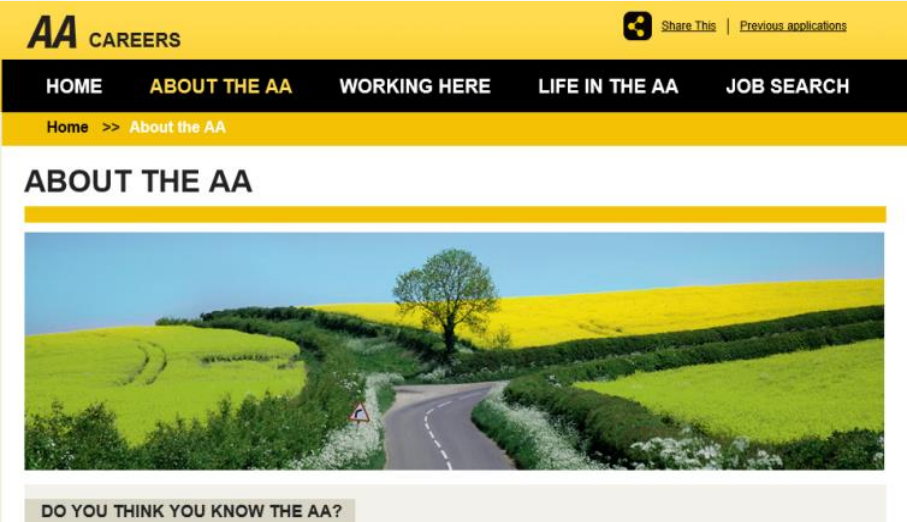 AA CAREERS
Share This | Previous applications
HOME ABOUT THE AA WORKING HERE LIFE IN THE AA JOB SEARCH
Home >> About the AA
ABOUT THE AA
DO YOU THINK YOU KNOW THE AA?